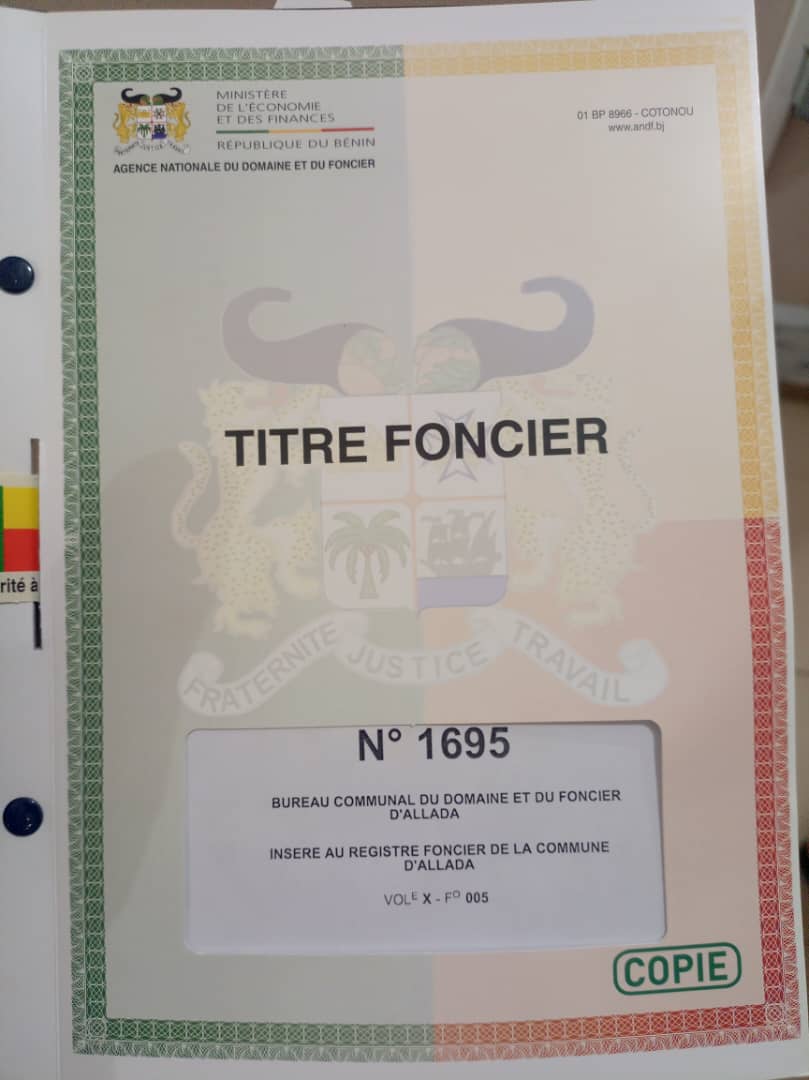 MINISTÈRE
DE L'ÉCONOMIE
ET DES FINANCES
RÉPUBLIQUE DU BÉNIN
AGENCE NATIONALE DU DOMAINE ET DU FONCIER
01 BP 8966 - COTONOU
www.andf.bj
TITRE FONCIER
rité à
FRATERNITE JUSTICE TRAVAIL
N° 1695
BUREAU COMMUNAL DU DOMAINE ET DU FONCIER
D'ALLADA
INSERE AU REGISTRE FONCIER DE LA COMMUNE
D'ALLADA
VOLE X - FO 005
COPIE